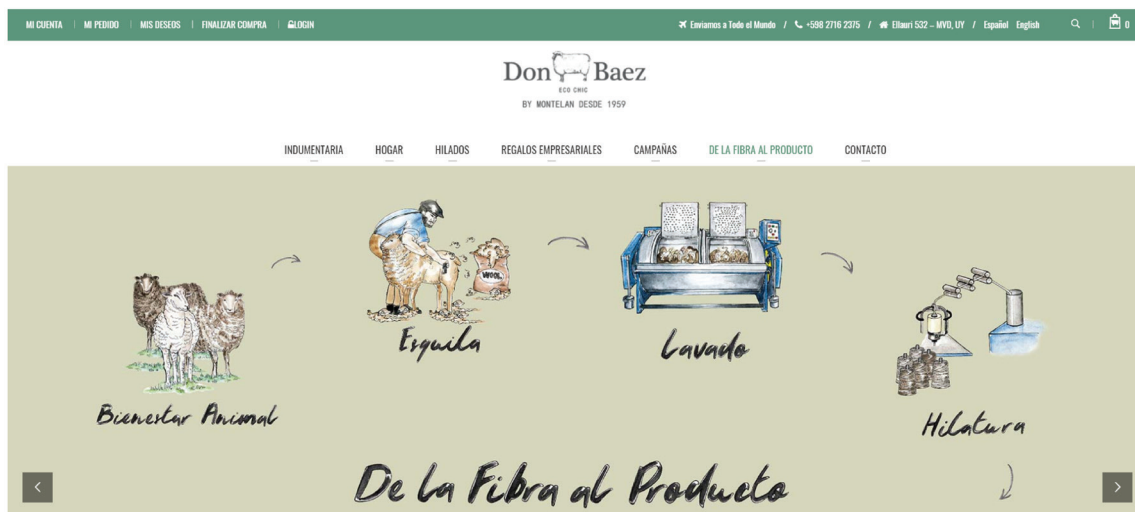 MI CUENTA | MI PEDIDO | MIS DESEOS | FINALIZAR COMPRA | LOGIN
Enviamos a Todo el Mundo / +598 2716 2375 / Ellauri 532 – MVD, UY / Español English
0
Don Baez
ECO CHIC
BY MONTELAN DESDE 1959
INDUMENTARIA HOGAR HILADOS REGALOS EMPRESARIALES CAMPAÑAS DE LA FIBRA AL PRODUCTO CONTACTO
WOOL
Esquila
Lavado
Bienestar Animal
Hilatura
De la Fibra al Producto